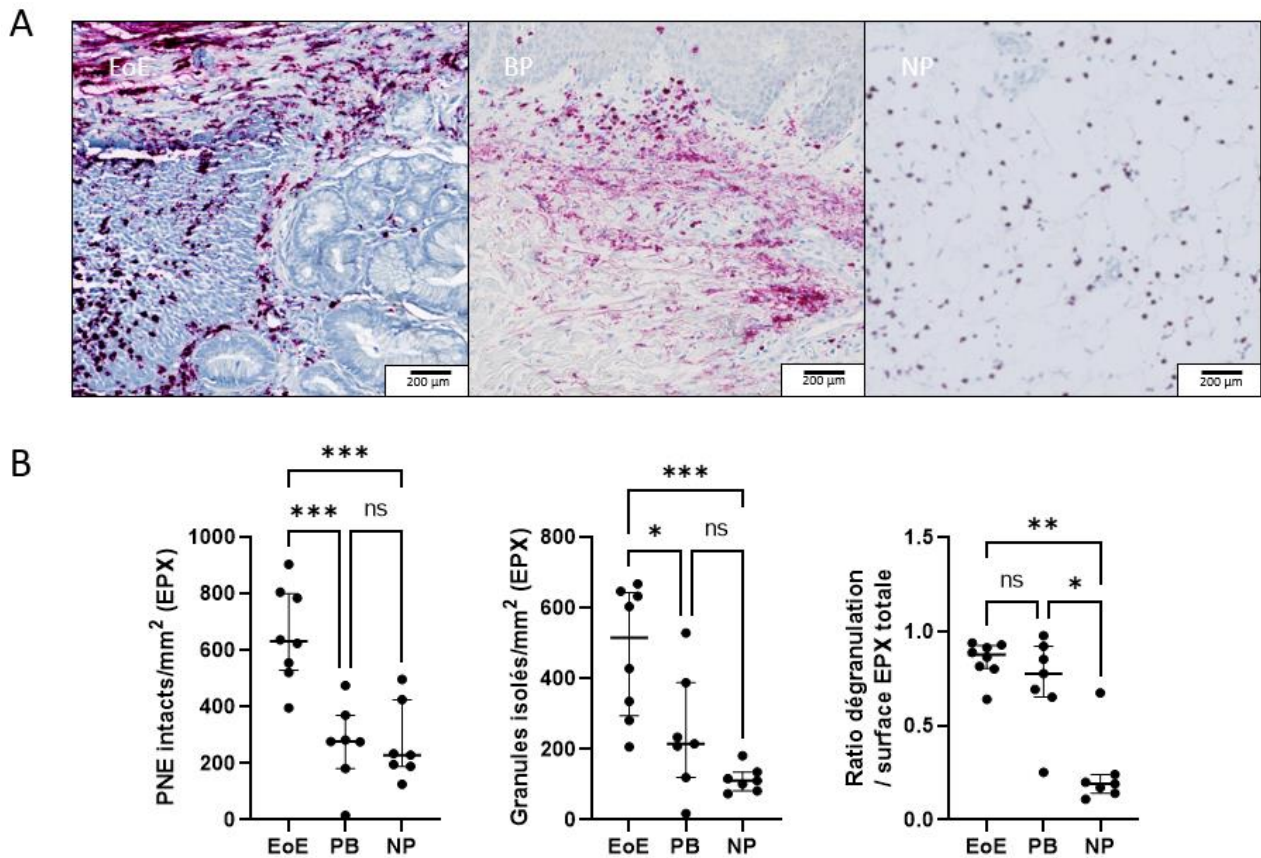 A
EoE
BP
NP
200 µm
200 µm
200 µm
B
***
***
ns
PNE intacts/mm² (EPX)
1000
800
600
400
200
0
EoE PB NP
***
*
ns
Granules isolés/mm² (EPX)
800
600
400
200
0
EoE PB NP
**
ns
*
Ratio dégranulation
/ surface EPX totale
1.5
1.0
0.5
0.0
EoE PB NP